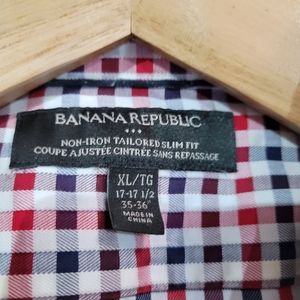 BANANA REPUBLIC
NON-IRON TAILORED SLIM FIT
COUPE AJUSTÉE CINTRÉE SANS REPASSAGE
XL/TG
17-17 1/2
35-36"
MADE IN
CHINA